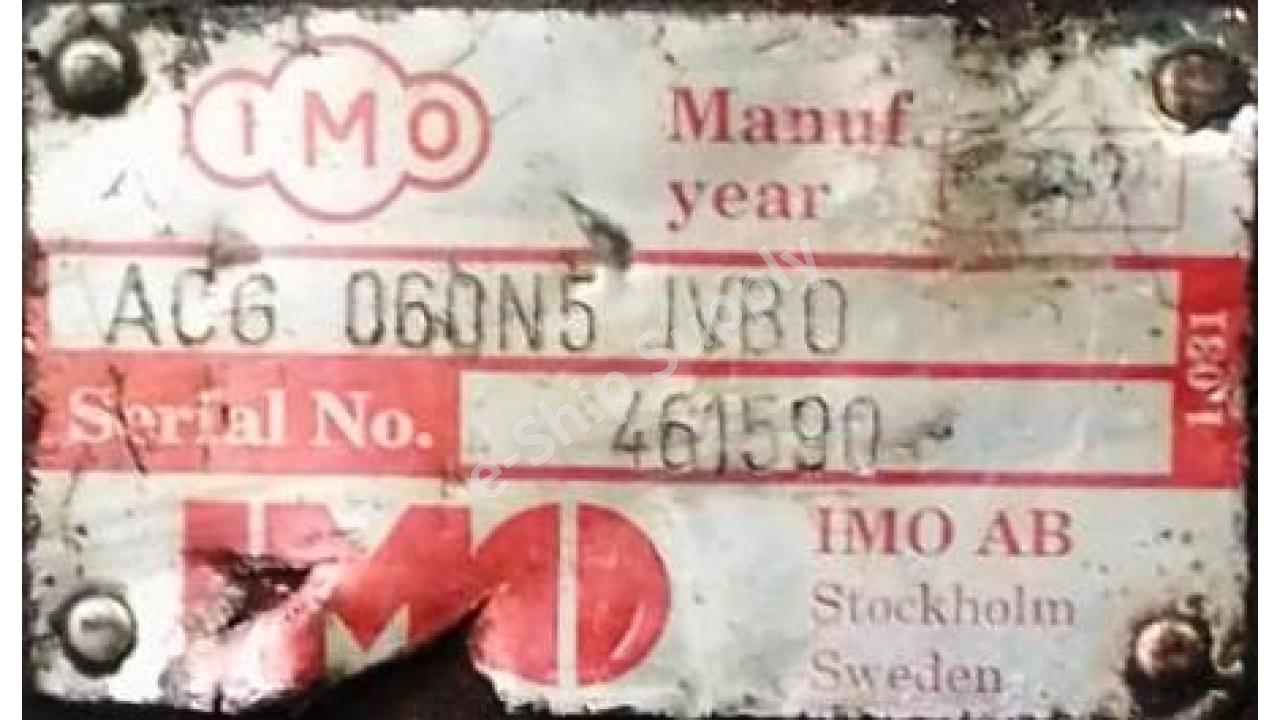 IMO
Manuf.
year
ACG 060N5 IVBO
1.031
Serial No. 461590
e-Ship Supply
IMO
IMO AB
Stockholm
Sweden